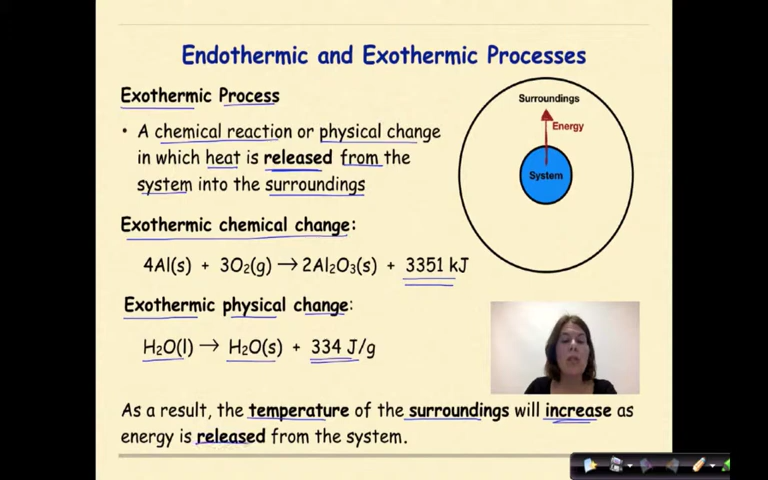 Endothermic and Exothermic Processes
Exothermic Process
• A chemical reaction or physical change
in which heat is released from the
system into the surroundings
Surroundings
Energy
System
Exothermic chemical change:
4Al(s) + 3O₂(g) → 2Al₂O₃(s) + 3351 kJ
Exothermic physical change:
H₂O(l) → H₂O(s) + 334 J/g
As a result, the temperature of the surroundings will increase as
energy is released from the system.